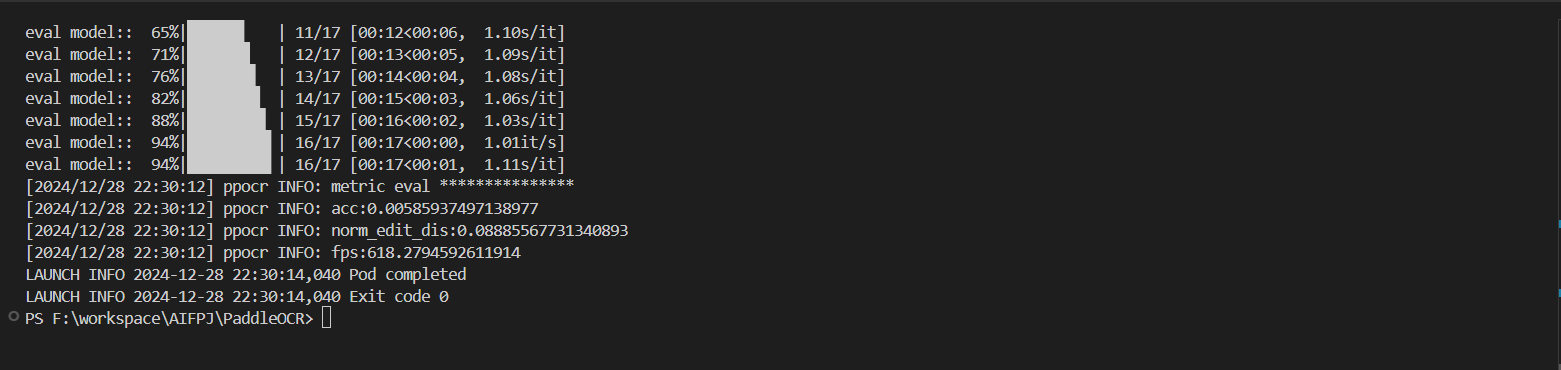 eval model::  65%|██████▍   | 11/17 [00:12<00:06,  1.10s/it]
eval model::  71%|███████   | 12/17 [00:13<00:05,  1.09s/it]
eval model::  76%|███████▋  | 13/17 [00:14<00:04,  1.08s/it]
eval model::  82%|████████▏ | 14/17 [00:15<00:03,  1.06s/it]
eval model::  88%|████████▊ | 15/17 [00:16<00:02,  1.03s/it]
eval model::  94%|█████████▍| 16/17 [00:17<00:00,  1.01it/s]
eval model::  94%|█████████▍| 16/17 [00:17<00:01,  1.11s/it]
[2024/12/28 22:30:12] ppocr INFO: metric eval ***************
[2024/12/28 22:30:12] ppocr INFO: acc:0.00585937497138977
[2024/12/28 22:30:12] ppocr INFO: norm_edit_dis:0.08885567731340893
[2024/12/28 22:30:12] ppocr INFO: fps:618.2794592611914
LAUNCH INFO 2024-12-28 22:30:14,040 Pod completed
LAUNCH INFO 2024-12-28 22:30:14,040 Exit code 0
PS F:\workspace\AIFPJ\PaddleOCR>